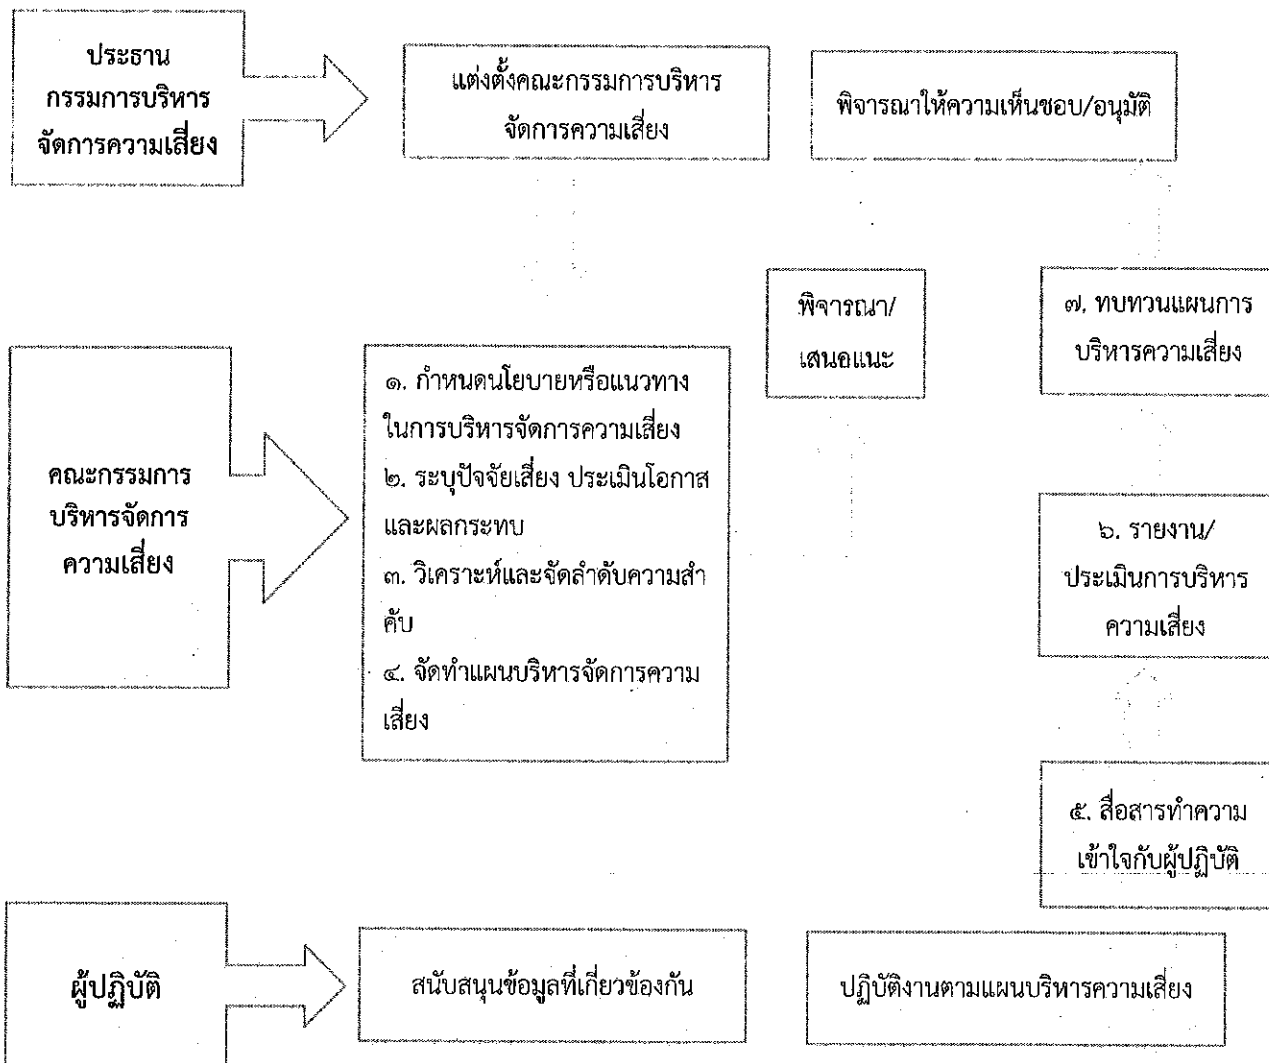 ประธาน
กรรมการบริหาร
จัดการความเสี่ยง
แต่งตั้งคณะกรรมการบริหาร
จัดการความเสี่ยง
พิจารณาให้ความเห็นชอบ/อนุมัติ
พิจารณา/
เสนอแนะ
๗. ทบทวนแผนการ
บริหารความเสี่ยง
คณะกรรมการ
บริหารจัดการ
ความเสี่ยง
๑. กำหนดนโยบายหรือแนวทาง
ในการบริหารจัดการความเสี่ยง
๒. ระบุปัจจัยเสี่ยง ประเมินโอกาส
และผลกระทบ
๓. วิเคราะห์และจัดลำดับความสำ
คับ
๔. จัดทำแผนบริหารจัดการความ
เสี่ยง
๖. รายงาน/
ประเมินการบริหาร
ความเสี่ยง
๕. สื่อสารทำความ
เข้าใจกับผู้ปฏิบัติ
ผู้ปฏิบัติ
สนับสนุนข้อมูลที่เกี่ยวข้องกัน
ปฏิบัติงานตามแผนบริหารความเสี่ยง